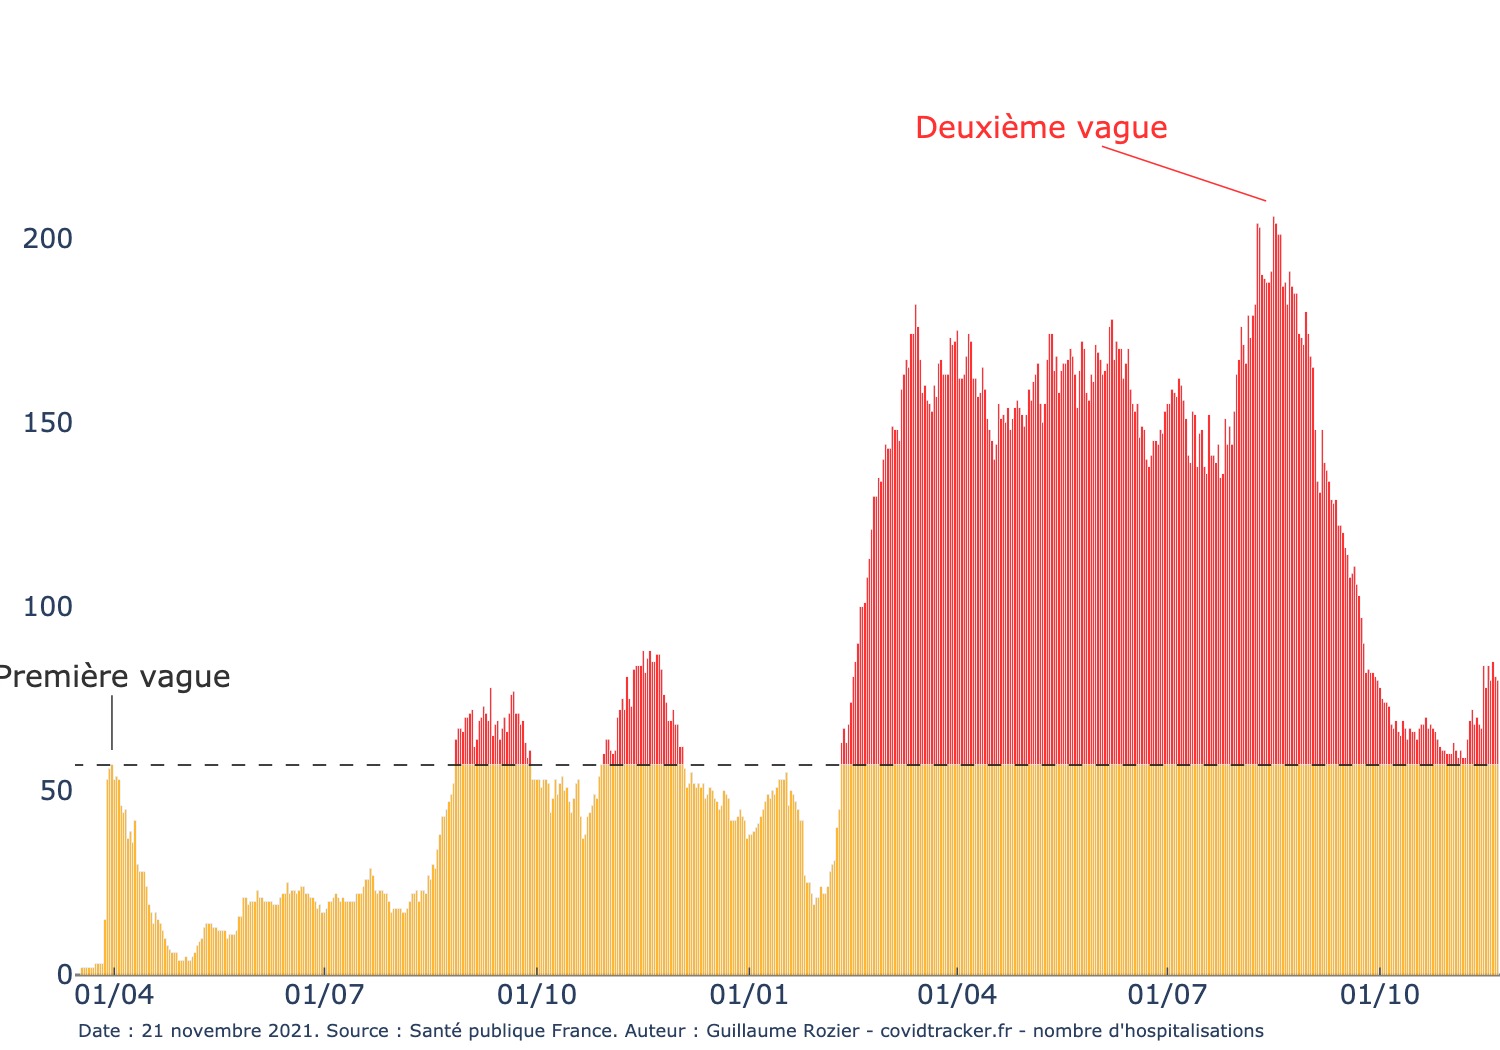 Deuxième vague
200
150
100
Première vague
50
0
01/04 01/07 01/10 01/01 01/04 01/07 01/10
Date : 21 novembre 2021. Source : Santé publique France. Auteur : Guillaume Rozier - covidtracker.fr - nombre d'hospitalisations